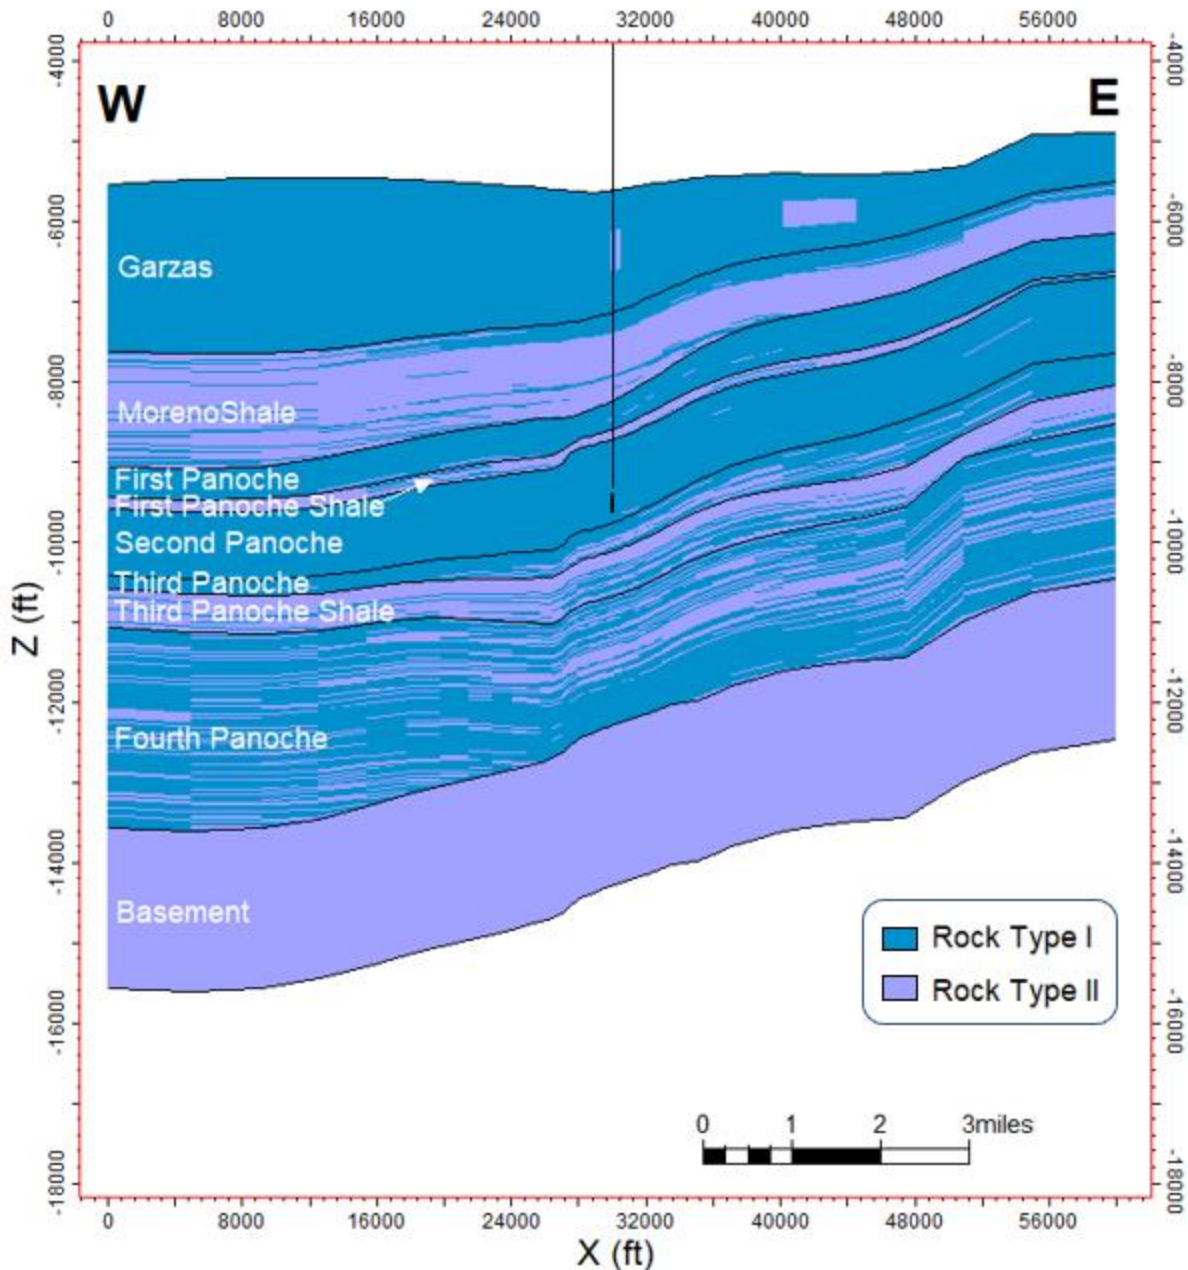 0 8000 16000 24000 32000 40000 48000 56000
-4000 -4000
W E
-6000 -6000
Garzas
-8000 -8000
MorenoShale
First Panoche
First Panoche Shale
Second Panoche
-10000 -10000
Third Panoche
Third Panoche Shale
Z (ft)
-12000 -12000
Fourth Panoche
-14000 -14000
Basement
Rock Type I
Rock Type II
-16000 -16000
0 1 2 3miles
-18000 -18000
0 8000 16000 24000 32000 40000 48000 56000
X (ft)